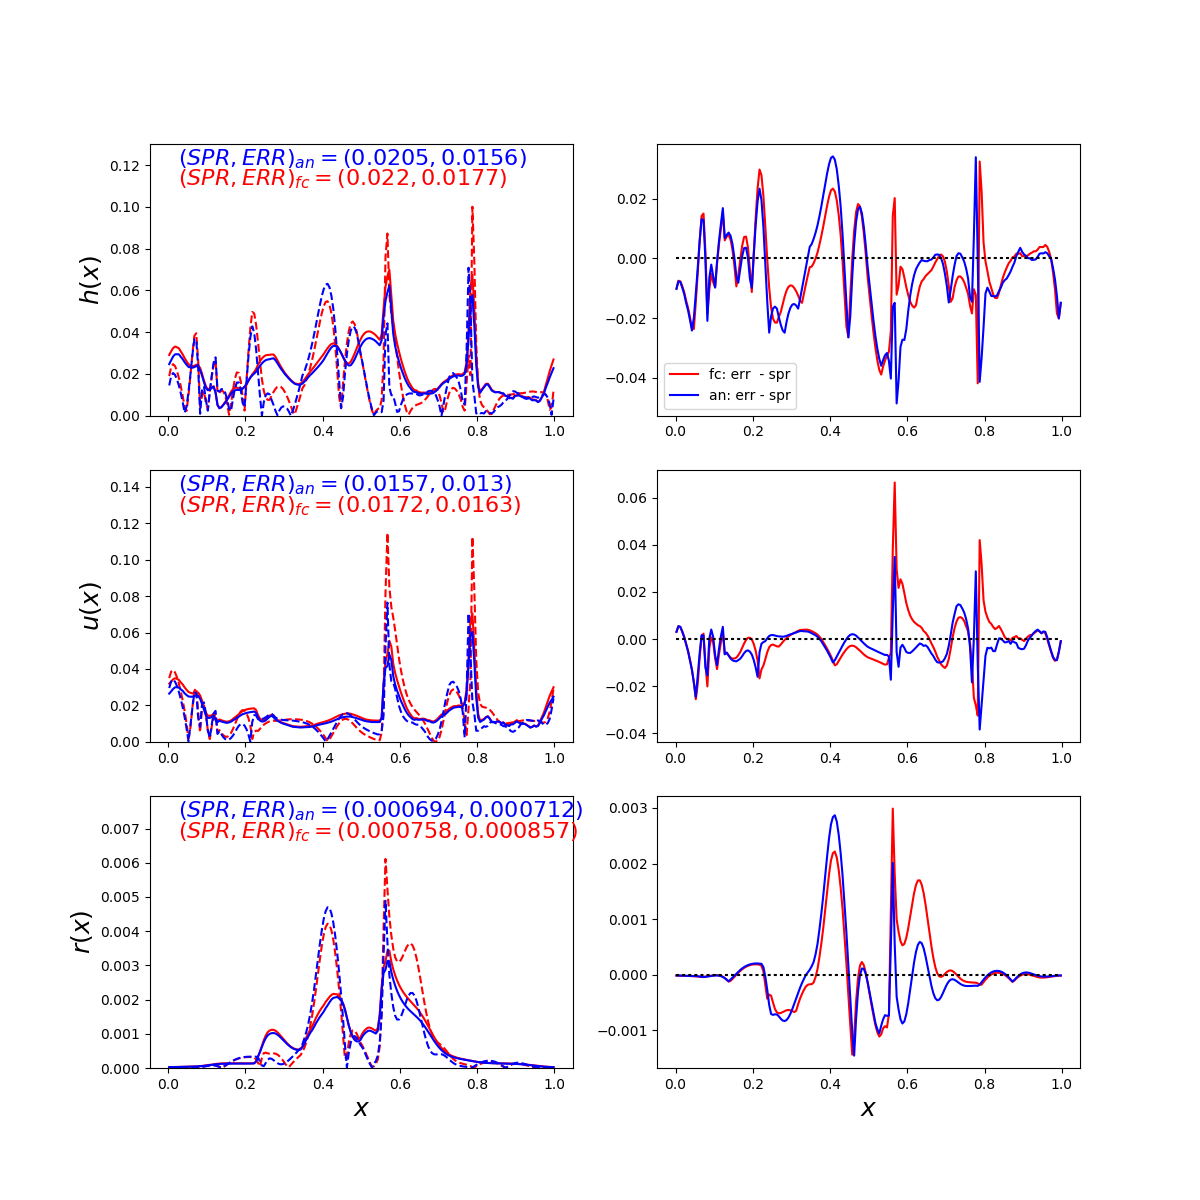 (SPR, ERR)an = (0.0205, 0.0156)
(SPR, ERR)fc = (0.022, 0.0177)
h(x)
0.12
0.10
0.08
0.06
0.04
0.02
0.00
0.0 0.2 0.4 0.6 0.8 1.0
0.02
0.00
−0.02
−0.04
fc: err - spr
an: err - spr
0.0 0.2 0.4 0.6 0.8 1.0
(SPR, ERR)an = (0.0157, 0.013)
(SPR, ERR)fc = (0.0172, 0.0163)
u(x)
0.14
0.12
0.10
0.08
0.06
0.04
0.02
0.00
0.0 0.2 0.4 0.6 0.8 1.0
0.06
0.04
0.02
0.00
−0.02
−0.04
0.0 0.2 0.4 0.6 0.8 1.0
(SPR, ERR)an = (0.000694, 0.000712)
(SPR, ERR)fc = (0.000758, 0.000857)
r(x)
0.007
0.006
0.005
0.004
0.003
0.002
0.001
0.000
0.0 0.2 0.4 0.6 0.8 1.0
x
0.003
0.002
0.001
0.000
−0.001
0.0 0.2 0.4 0.6 0.8 1.0
x